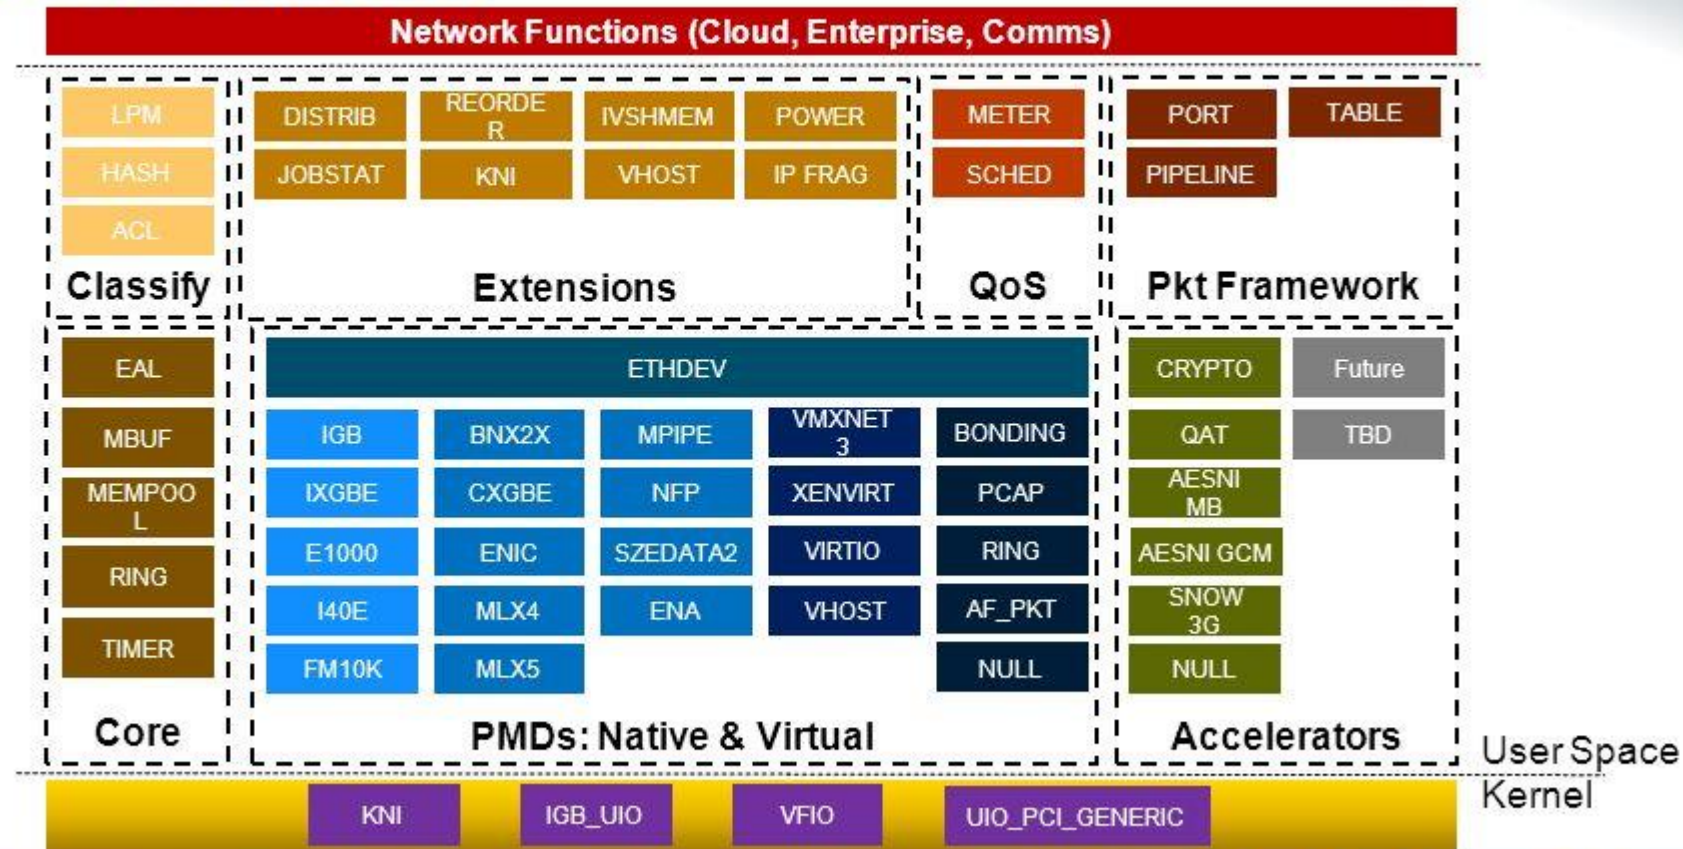 Network Functions (Cloud, Enterprise, Comms)
LPM
HASH
ACL
Classify
DISTRIB
REORDE
R
IVSHMEM
POWER
JOBSTAT
KNI
VHOST
IP FRAG
Extensions
METER
SCHED
QoS
PORT
TABLE
PIPELINE
Pkt Framework
EAL
MBUF
MEMPOO
L
RING
TIMER
Core
ETHDEV
IGB
BNX2X
MPIPE
VMXNET
3
BONDING
IXGBE
CXGBE
NFP
XENVIRT
PCAP
E1000
ENIC
SZEDATA2
VIRTIO
RING
I40E
MLX4
ENA
VHOST
AF_PKT
FM10K
MLX5
NULL
PMDs: Native & Virtual
CRYPTO
Future
QAT
TBD
AESNI
MB
AESNI GCM
SNOW
3G
NULL
Accelerators
User Space
Kernel
KNI
IGB_UIO
VFIO
UIO_PCI_GENERIC